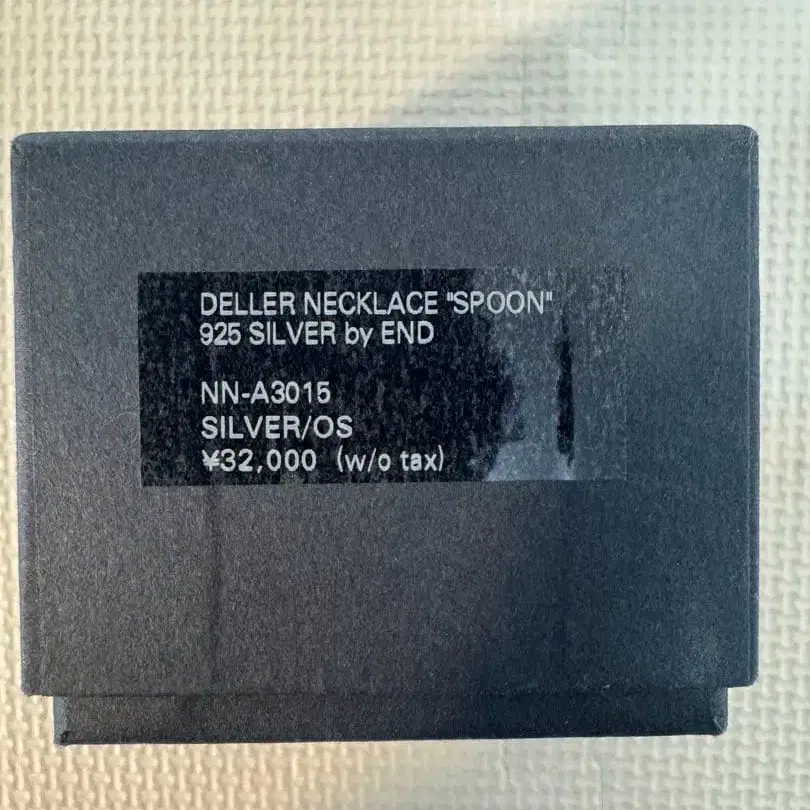 DELLER NECKLACE "SPOON"
925 SILVER by END
NN-A3015
SILVER/OS
¥32,000 (w/o tax)